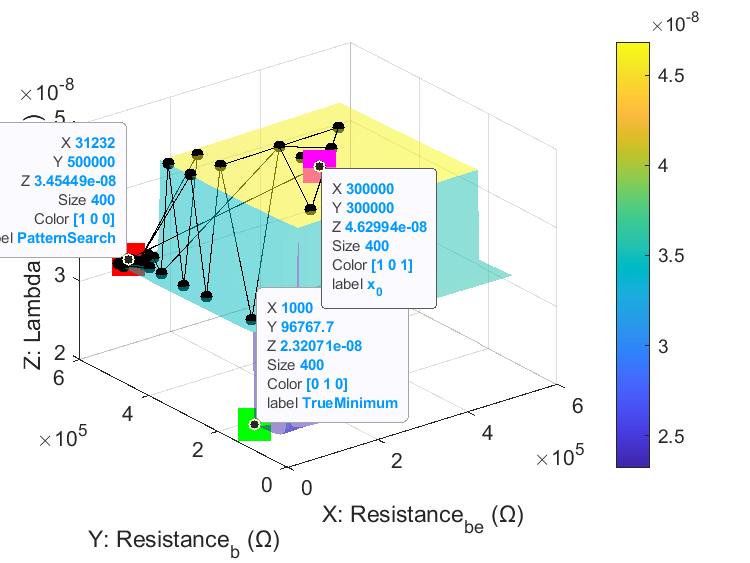 ×10⁻⁸
×10⁻⁸
4.5
4
3.5
3
2.5
5
3
2
Z: Lambda
6
4
2
0
×10⁵
Y: Resistance_b (Ω)
0
2
4
6
×10⁵
X: Resistance_be (Ω)
X 31232
Y 500000
Z 3.45449e-08
Size 400
Color [1 0 0]
PatternSearch
X 300000
Y 300000
Z 4.62994e-08
Size 400
Color [1 0 1]
label x₀
X 1000
Y 96767.7
Z 2.32071e-08
Size 400
Color [0 1 0]
label TrueMinimum